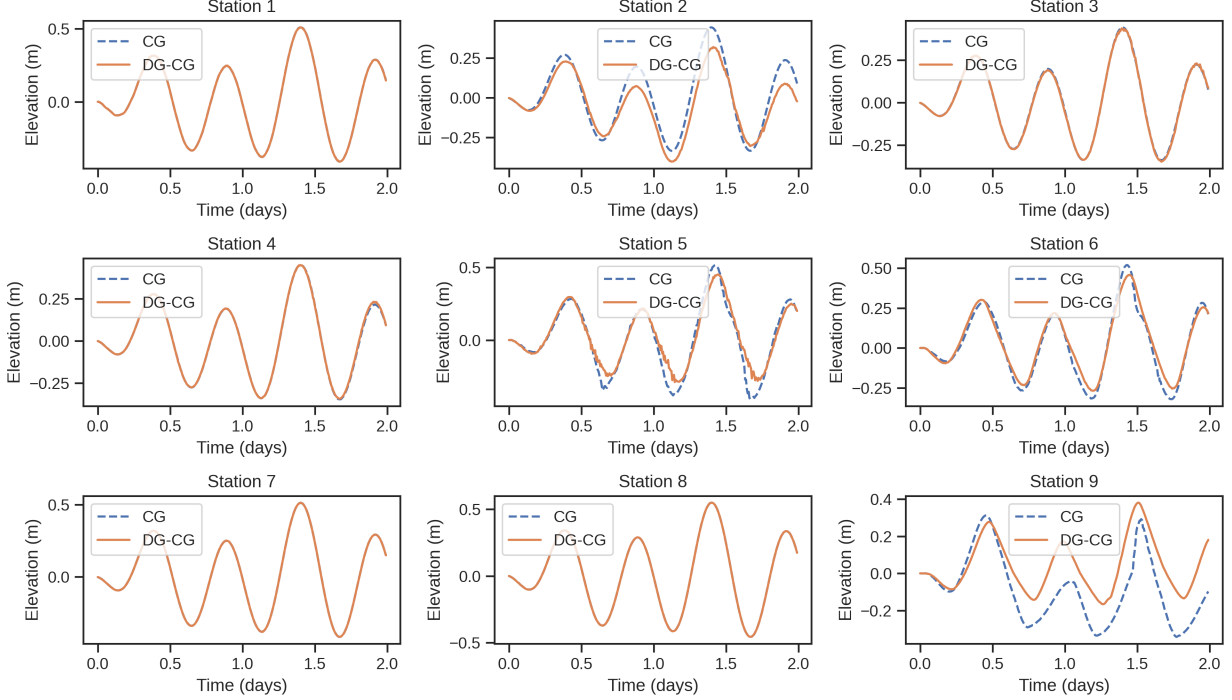 Station 1
Station 2
Station 3
Elevation (m)
0.5
0.0
CG
DG-CG
0.0 0.5 1.0 1.5 2.0
Time (days)
Elevation (m)
0.25
0.00
−0.25
CG
DG-CG
0.0 0.5 1.0 1.5 2.0
Time (days)
Elevation (m)
0.25
0.00
−0.25
CG
DG-CG
0.0 0.5 1.0 1.5 2.0
Time (days)
Station 4
Station 5
Station 6
Elevation (m)
0.25
0.00
−0.25
CG
DG-CG
0.0 0.5 1.0 1.5 2.0
Time (days)
Elevation (m)
0.5
0.0
CG
DG-CG
0.0 0.5 1.0 1.5 2.0
Time (days)
Elevation (m)
0.50
0.25
0.00
−0.25
CG
DG-CG
0.0 0.5 1.0 1.5 2.0
Time (days)
Station 7
Station 8
Station 9
Elevation (m)
0.5
0.0
CG
DG-CG
0.0 0.5 1.0 1.5 2.0
Time (days)
Elevation (m)
0.5
0.0
−0.5
CG
DG-CG
0.0 0.5 1.0 1.5 2.0
Time (days)
Elevation (m)
0.4
0.2
0.0
−0.2
CG
DG-CG
0.0 0.5 1.0 1.5 2.0
Time (days)